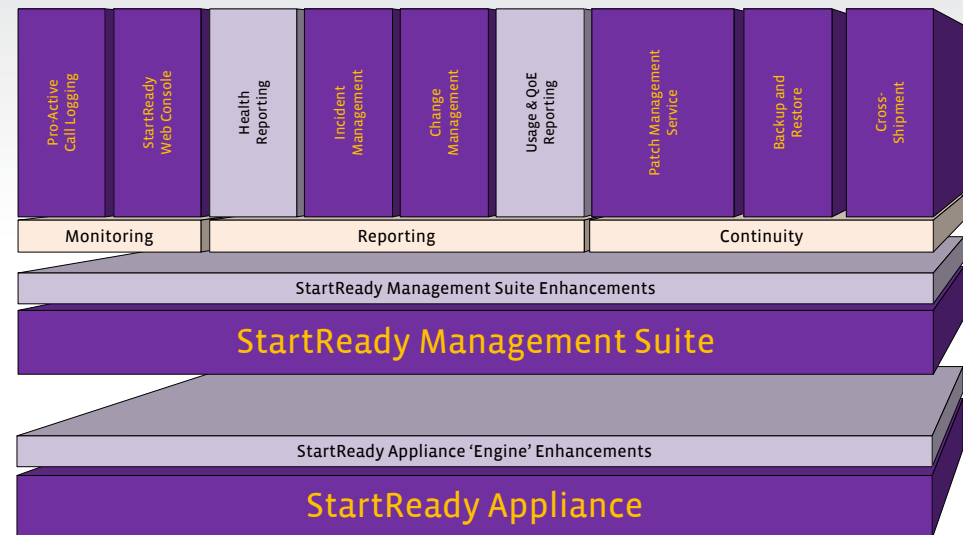 Pro-Active
Call Logging
StartReady
Web Console
Health
Reporting
Incident
Management
Change
Management
Usage & QoE
Reporting
Patch Management
Service
Backup and
Restore
Cross-
Shipment
Monitoring
Reporting
Continuity
StartReady Management Suite Enhancements
StartReady Management Suite
StartReady Appliance ‘Engine’ Enhancements
StartReady Appliance